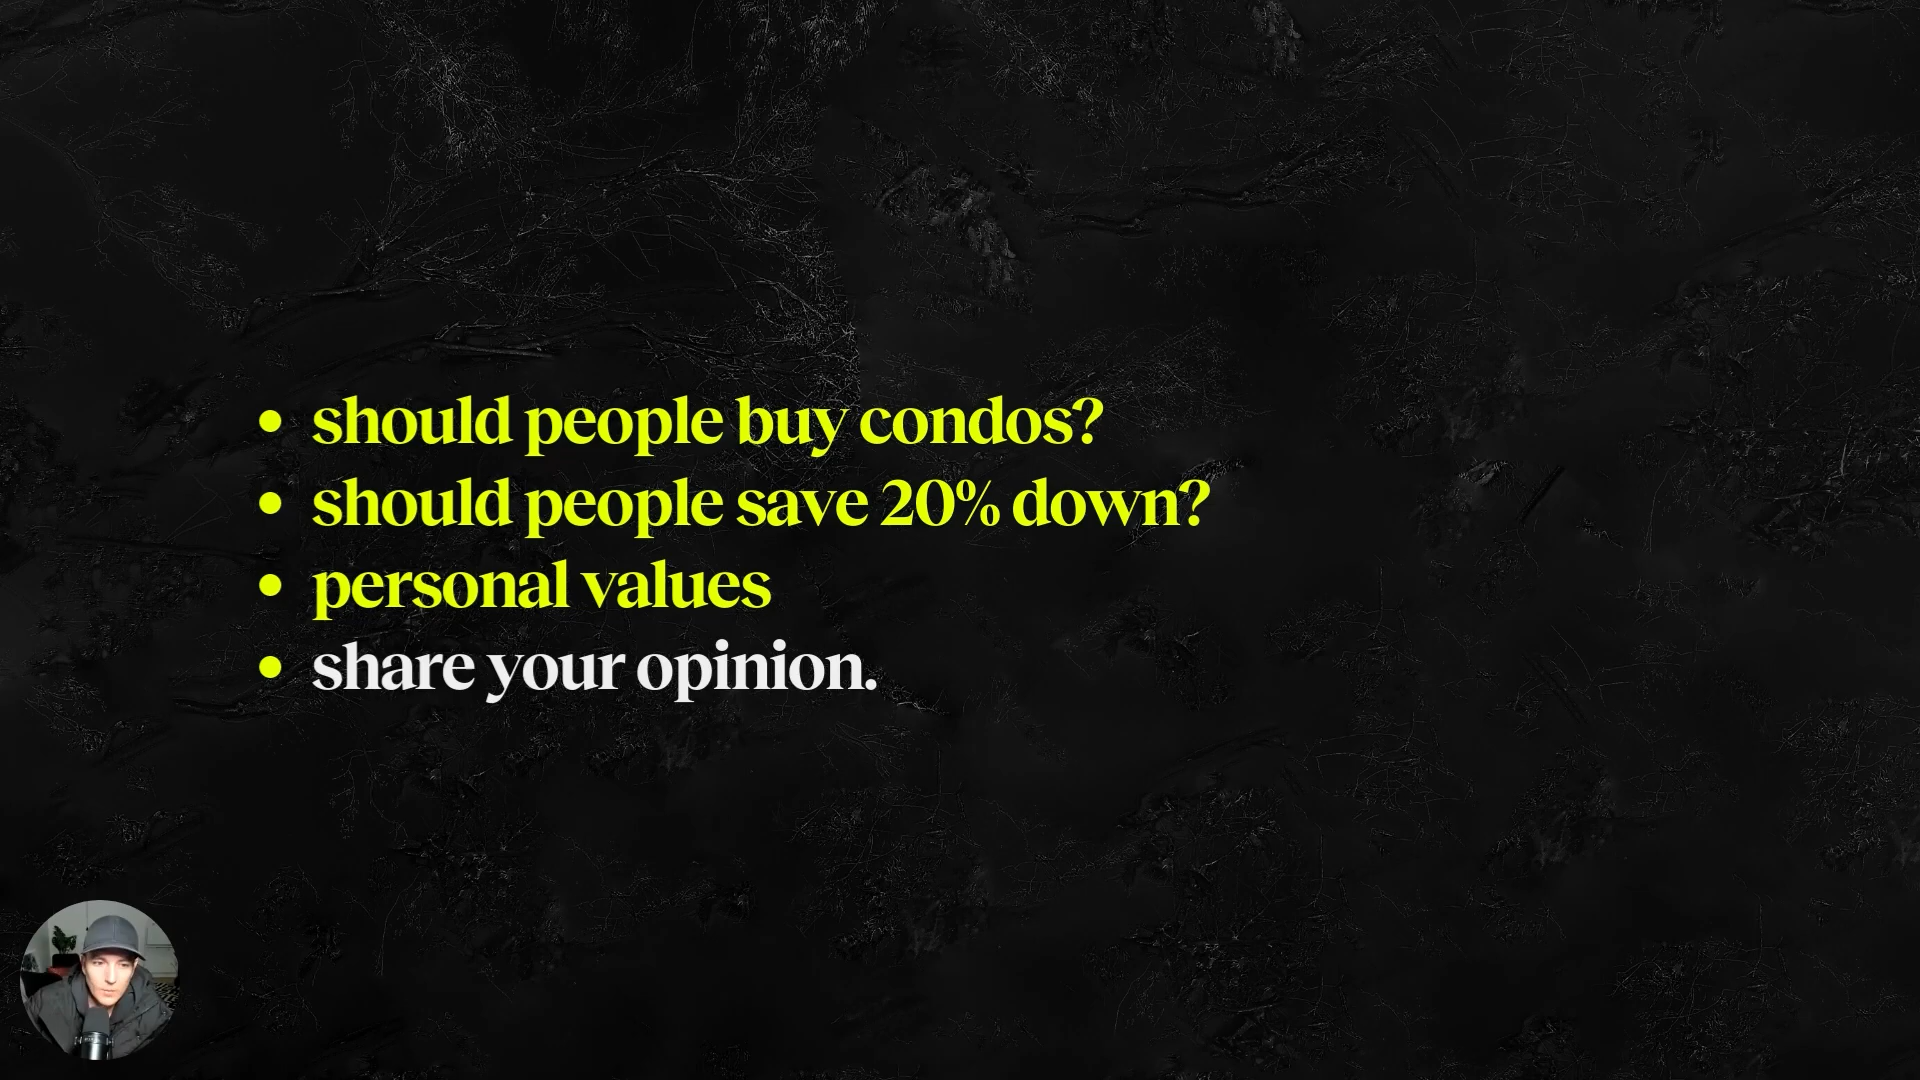 • should people buy condos?
• should people save 20% down?
• personal values
• share your opinion.